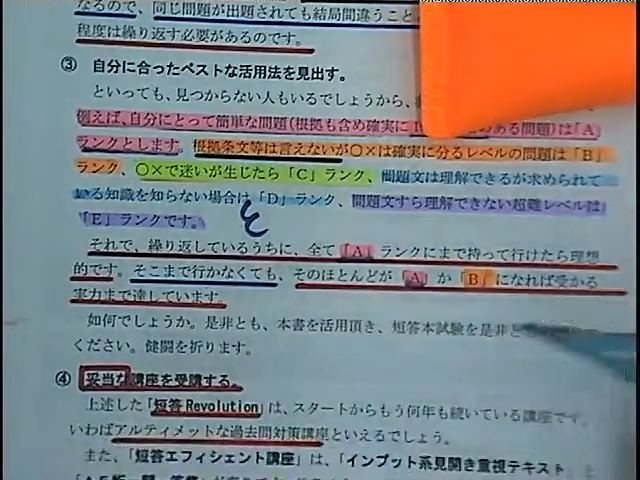 なるので、同じ問題が出題されても結局間違うこと
程度は繰り返す必要があるのです。
③ 自分に合ったベストな活用法を見出す。
といっても、見つからない人もいるでしょうから、
例えば、自分にとって簡単な問題(根拠も含め確実に ある問題)は「A」
ランクとします。根拠条文等は言えないが○×は確実に分るレベルの問題は「B」
ランク、○×で迷いが生じたら「C」ランク、問題文は理解できるが求められて
いる知識を知らない場合は「D」ランク、問題文すら理解できない超難レベルは
「E」ランクです。
それで、繰り返しているうちに、全て「A」ランクにまで持って行けたら理想
的です。そこまで行かなくても、そのほとんどが「A」か「B」になれば受かる
実力まで達しています。
如何でしょうか。是非とも、本書を活用頂き、短答本試験を是非と
ください。健闘を祈ります。
④ 妥当な講座を受講する。
上述した「短答Revolution」は、スタートからもう何年も続いている講座です。
いわばアルティメットな過去問対策講座といえるでしょう。
また、「短答エフィシェント講座」は、「インプット系見開き重視テキスト」と